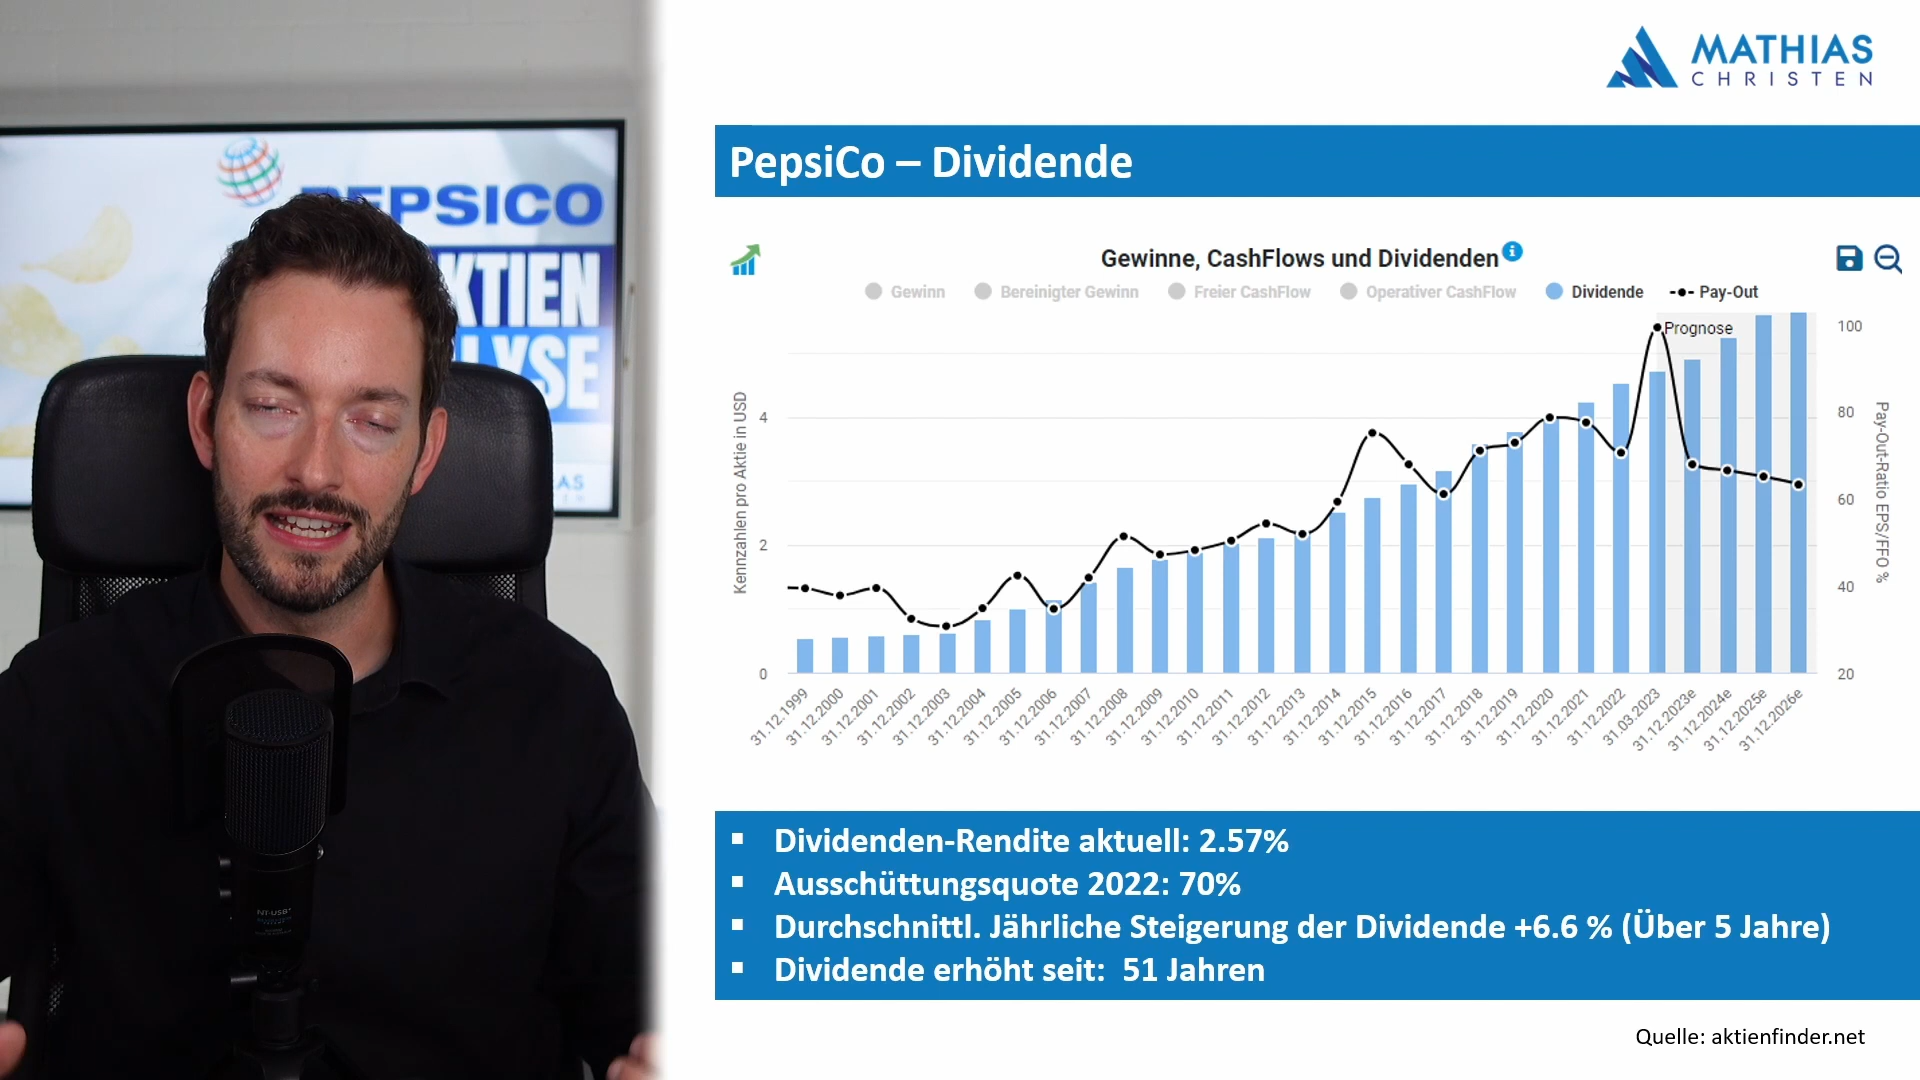 MATHIAS
CHRISTEN
PEPSICO
KTIEN
LYSE
AS
NT-USB+
PepsiCo – Dividende
Gewinne, CashFlows und Dividenden
Gewinn Bereinigter Gewinn Freier CashFlow Operativer CashFlow Dividende Pay-Out
Prognose
Kennzahlen pro Aktie in USD
4
2
0
Pay-Out-Ratio EPS/FFO %
100
80
60
40
20
31.12.1999
31.12.2000
31.12.2001
31.12.2002
31.12.2003
31.12.2004
31.12.2005
31.12.2006
31.12.2007
31.12.2008
31.12.2009
31.12.2010
31.12.2011
31.12.2012
31.12.2013
31.12.2014
31.12.2015
31.12.2016
31.12.2017
31.12.2018
31.12.2019
31.12.2020
31.12.2021
31.12.2022
31.03.2023
31.12.2023e
31.12.2024e
31.12.2025e
31.12.2026e
▪ Dividenden-Rendite aktuell: 2.57%
▪ Ausschüttungsquote 2022: 70%
▪ Durchschnittl. Jährliche Steigerung der Dividende +6.6 % (Über 5 Jahre)
▪ Dividende erhöht seit: 51 Jahren
Quelle: aktienfinder.net